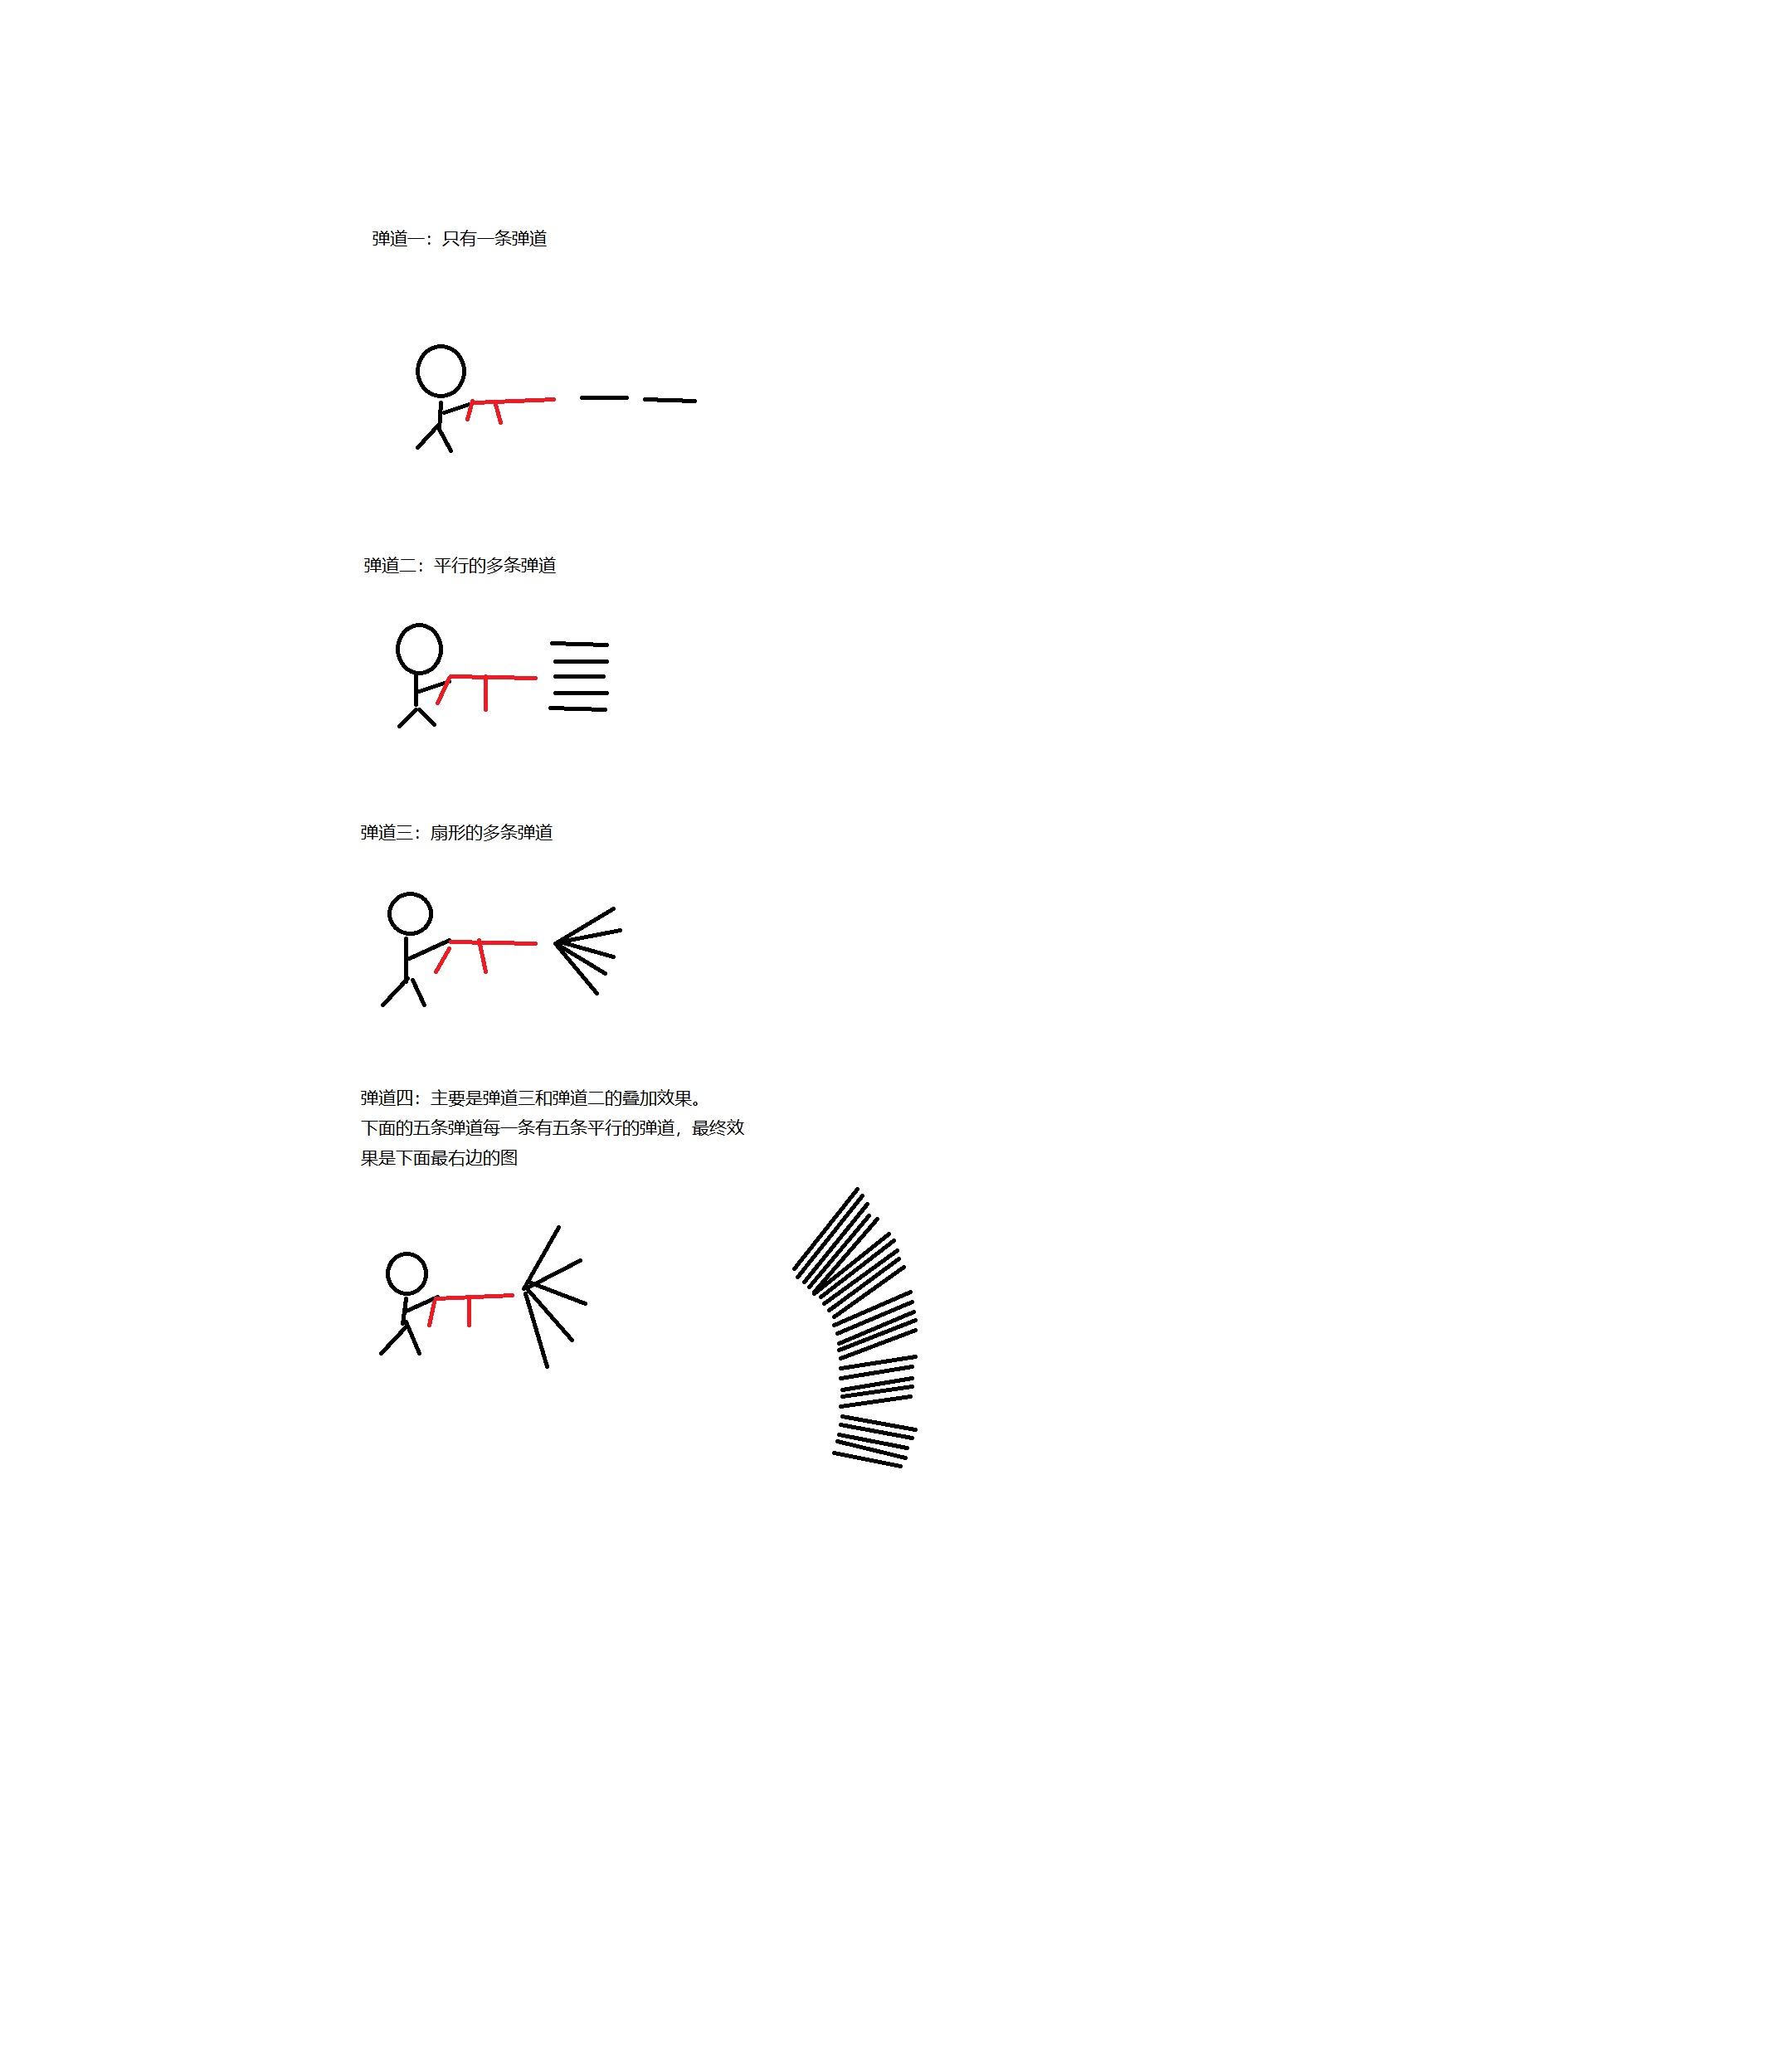 弹道一：只有一条弹道
弹道二：平行的多条弹道
弹道三：扇形的多条弹道
弹道四：主要是弹道三和弹道二的叠加效果。
下面的五条弹道每一条有五条平行的弹道，最终效
果是下面最右边的图